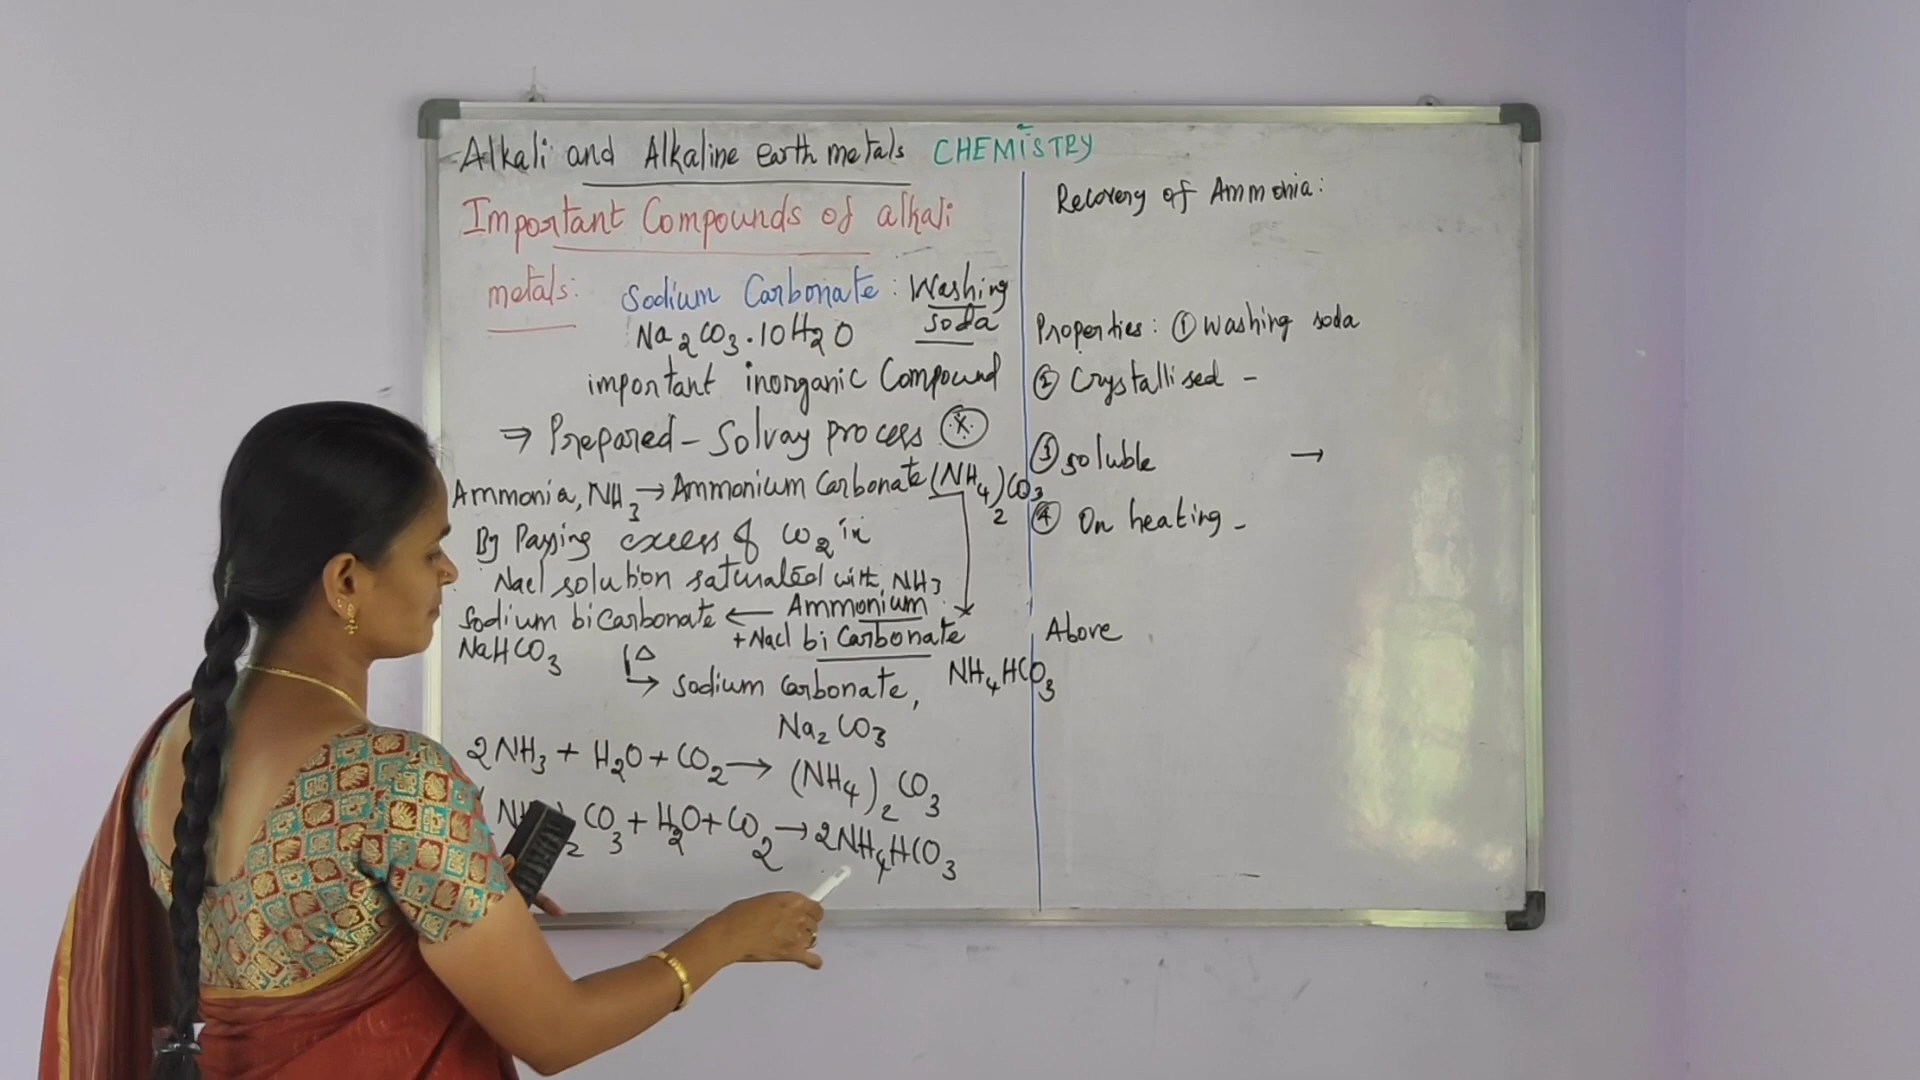 Alkali and Alkaline earth metals CHEMISTRY
Important Compounds of alkali
metals: Sodium Carbonate: Washing
soda
Na2CO3.10H2O
important inorganic Compound
⇒ Prepared - Solvay process *
Ammonia, NH3 → Ammonium Carbonate (NH4)2CO3
By Passing excess of CO2 in
Nacl solution saturated with NH3
Sodium bicarbonate ← Ammonium
+Nacl bi Carbonate
NaHCO3
NH4HCO3
Δ → sodium carbonate,
Na2CO3
2NH3 + H2O + CO2 → (NH4)2CO3
CO3 + H2O + CO2 → 2NH4HCO3
Recovery of Ammonia:
Properties: ① Washing soda
② Crystallised -
③ soluble →
④ On heating -
Above